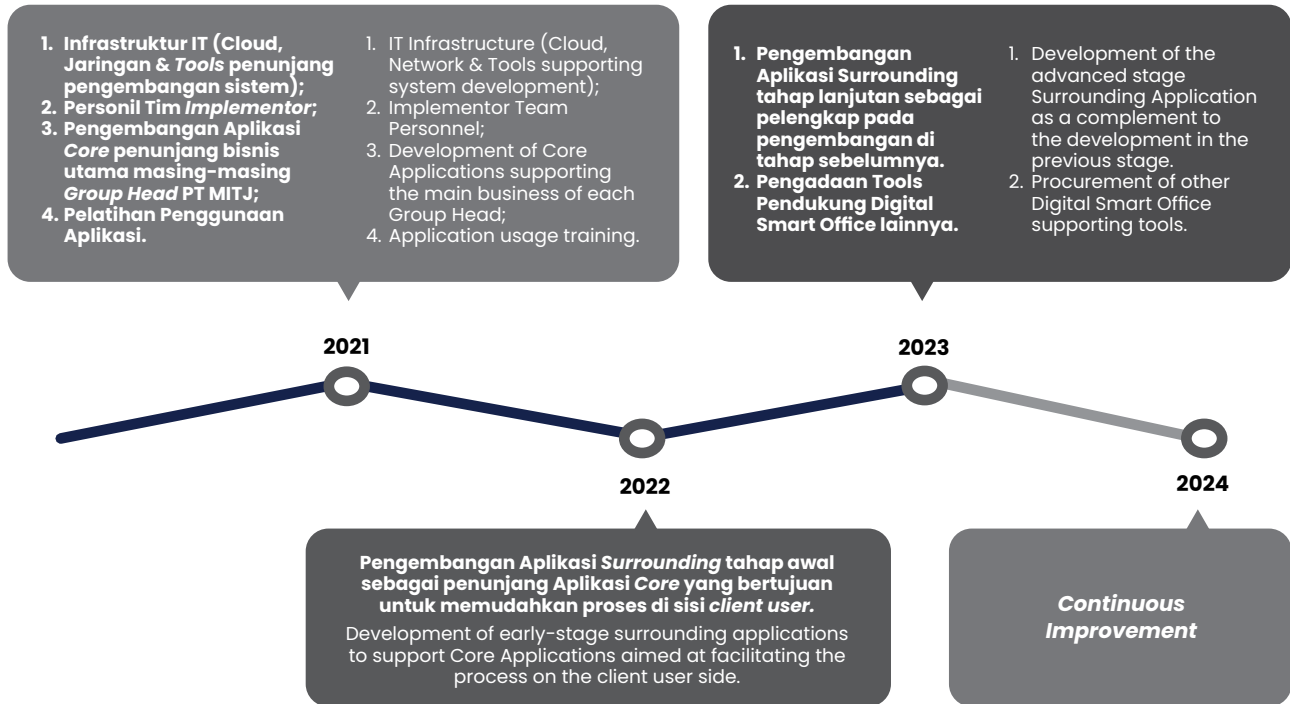 1. Infrastruktur IT (Cloud,
Jaringan & Tools penunjang
pengembangan sistem);
2. Personil Tim Implementor;
3. Pengembangan Aplikasi
Core penunjang bisnis
utama masing-masing
Group Head PT MITJ;
4. Pelatihan Penggunaan
Aplikasi.
1. IT Infrastructure (Cloud,
Network & Tools supporting
system development);
2. Implementor Team
Personnel;
3. Development of Core
Applications supporting
the main business of each
Group Head;
4. Application usage training.
1. Pengembangan
Aplikasi Surrounding
tahap lanjutan sebagai
pelengkap pada
pengembangan di
tahap sebelumnya.
2. Pengadaan Tools
Pendukung Digital
Smart Office lainnya.
1. Development of the
advanced stage
Surrounding Application
as a complement to
the development in the
previous stage.
2. Procurement of other
Digital Smart Office
supporting tools.
2021
2023
2022
2024
Pengembangan Aplikasi Surrounding tahap awal
sebagai penunjang Aplikasi Core yang bertujuan
untuk memudahkan proses di sisi client user.
Development of early-stage surrounding applications
to support Core Applications aimed at facilitating the
process on the client user side.
Continuous
Improvement